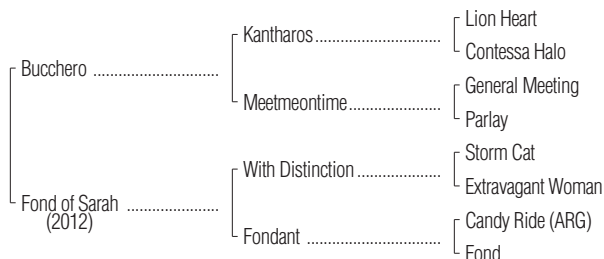 Lion Heart
Kantharos
Contessa Halo
Bucchero
General Meeting
Meetmeontime
Parlay
Storm Cat
With Distinction
Extravagant Woman
Fond of Sarah
(2012)
Candy Ride (ARG)
Fondant
Fond